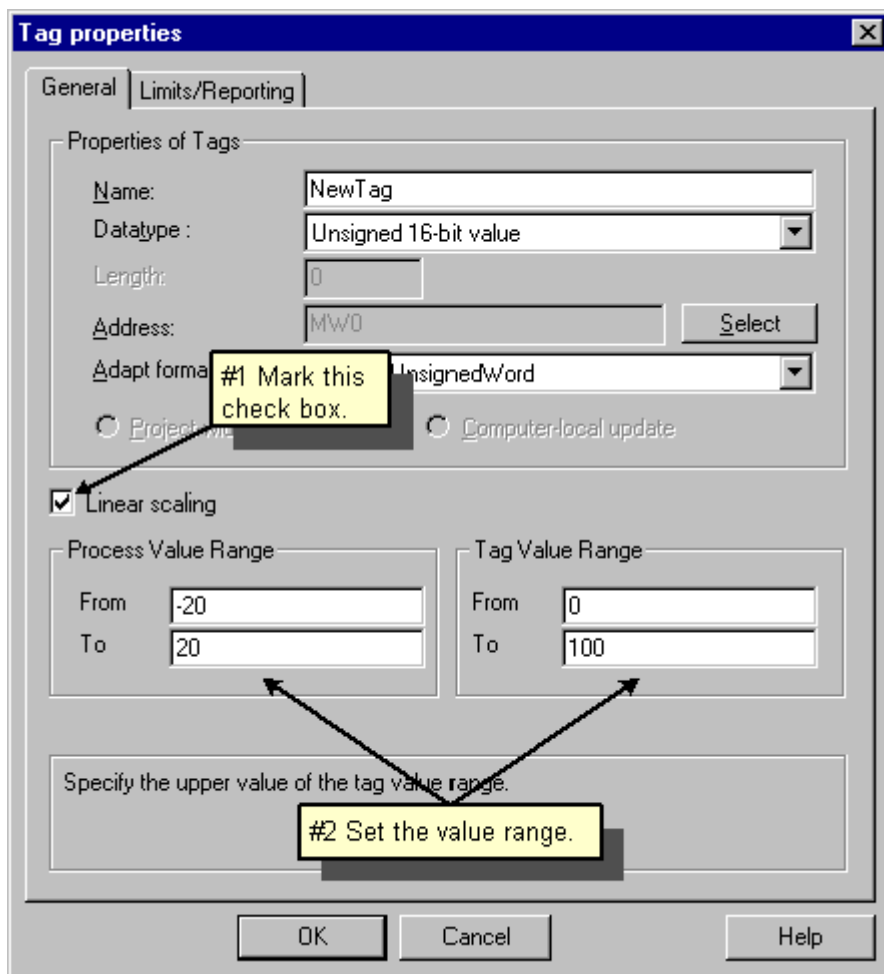 Tag properties
General Limits/Reporting
Properties of Tags
Name: NewTag
Datatype : Unsigned 16-bit value
Length: 0
Address: MW0 Select
Adapt forma UnsignedWord
#1 Mark this
check box.
Computer-local update
Linear scaling
Process Value Range Tag Value Range
From -20 From 0
To 20 To 100
Specify the upper value of the tag value range.
#2 Set the value range.
OK Cancel Help